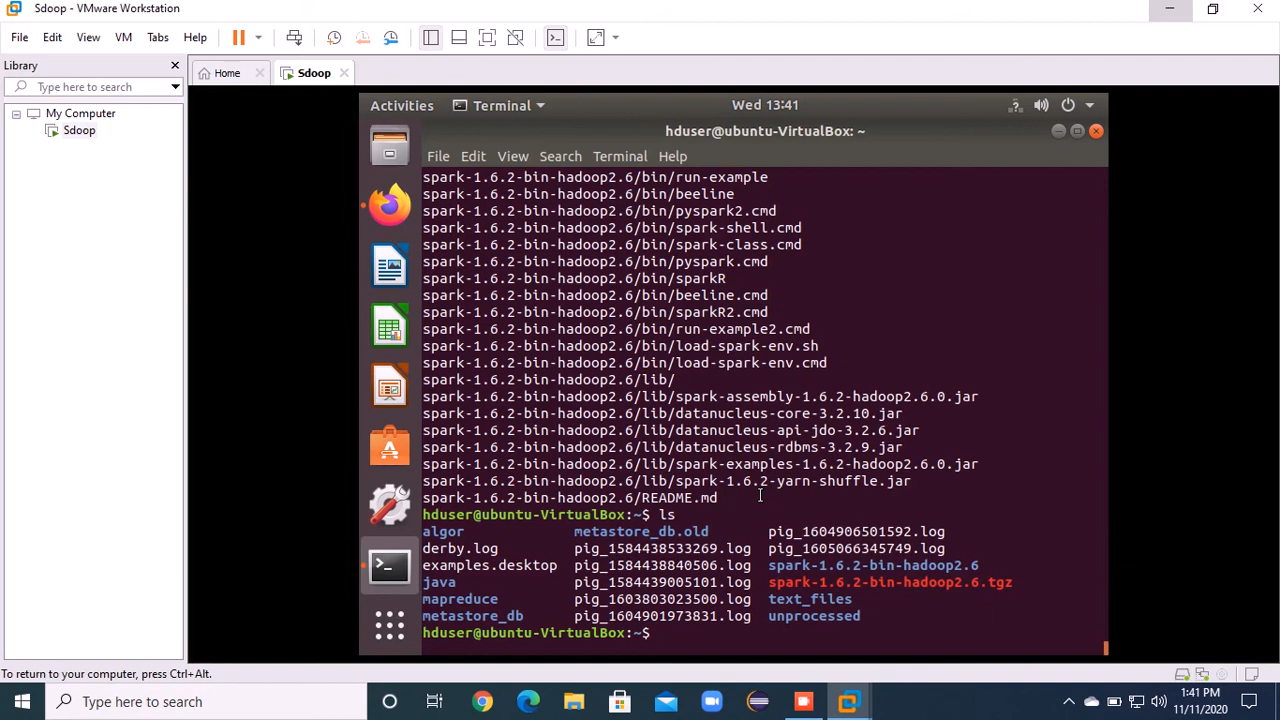 Sdoop - VMware Workstation
File Edit View VM Tabs Help
Library
Type here to search
My Computer
Sdoop
Home
Sdoop
Activities Terminal Wed 13:41
hduser@ubuntu-VirtualBox: ~
File Edit View Search Terminal Help
spark-1.6.2-bin-hadoop2.6/bin/run-example
spark-1.6.2-bin-hadoop2.6/bin/beeline
spark-1.6.2-bin-hadoop2.6/bin/pyspark2.cmd
spark-1.6.2-bin-hadoop2.6/bin/spark-shell.cmd
spark-1.6.2-bin-hadoop2.6/bin/spark-class.cmd
spark-1.6.2-bin-hadoop2.6/bin/pyspark.cmd
spark-1.6.2-bin-hadoop2.6/bin/sparkR
spark-1.6.2-bin-hadoop2.6/bin/beeline.cmd
spark-1.6.2-bin-hadoop2.6/bin/sparkR2.cmd
spark-1.6.2-bin-hadoop2.6/bin/run-example2.cmd
spark-1.6.2-bin-hadoop2.6/bin/load-spark-env.sh
spark-1.6.2-bin-hadoop2.6/bin/load-spark-env.cmd
spark-1.6.2-bin-hadoop2.6/lib/
spark-1.6.2-bin-hadoop2.6/lib/spark-assembly-1.6.2-hadoop2.6.0.jar
spark-1.6.2-bin-hadoop2.6/lib/datanucleus-core-3.2.10.jar
spark-1.6.2-bin-hadoop2.6/lib/datanucleus-api-jdo-3.2.6.jar
spark-1.6.2-bin-hadoop2.6/lib/datanucleus-rdbms-3.2.9.jar
spark-1.6.2-bin-hadoop2.6/lib/spark-examples-1.6.2-hadoop2.6.0.jar
spark-1.6.2-bin-hadoop2.6/lib/spark-1.6.2-yarn-shuffle.jar
spark-1.6.2-bin-hadoop2.6/README.md
hduser@ubuntu-VirtualBox:~$ ls
algor metastore_db.old pig_1604906501592.log
derby.log pig_1584438533269.log pig_1605066345749.log
examples.desktop pig_1584438840506.log spark-1.6.2-bin-hadoop2.6
java pig_1584439005101.log spark-1.6.2-bin-hadoop2.6.tgz
mapreduce pig_1603803023500.log text_files
metastore_db pig_1604901973831.log unprocessed
hduser@ubuntu-VirtualBox:~$
To return to your computer, press Ctrl+Alt.
Type here to search
1:41 PM
11/11/2020